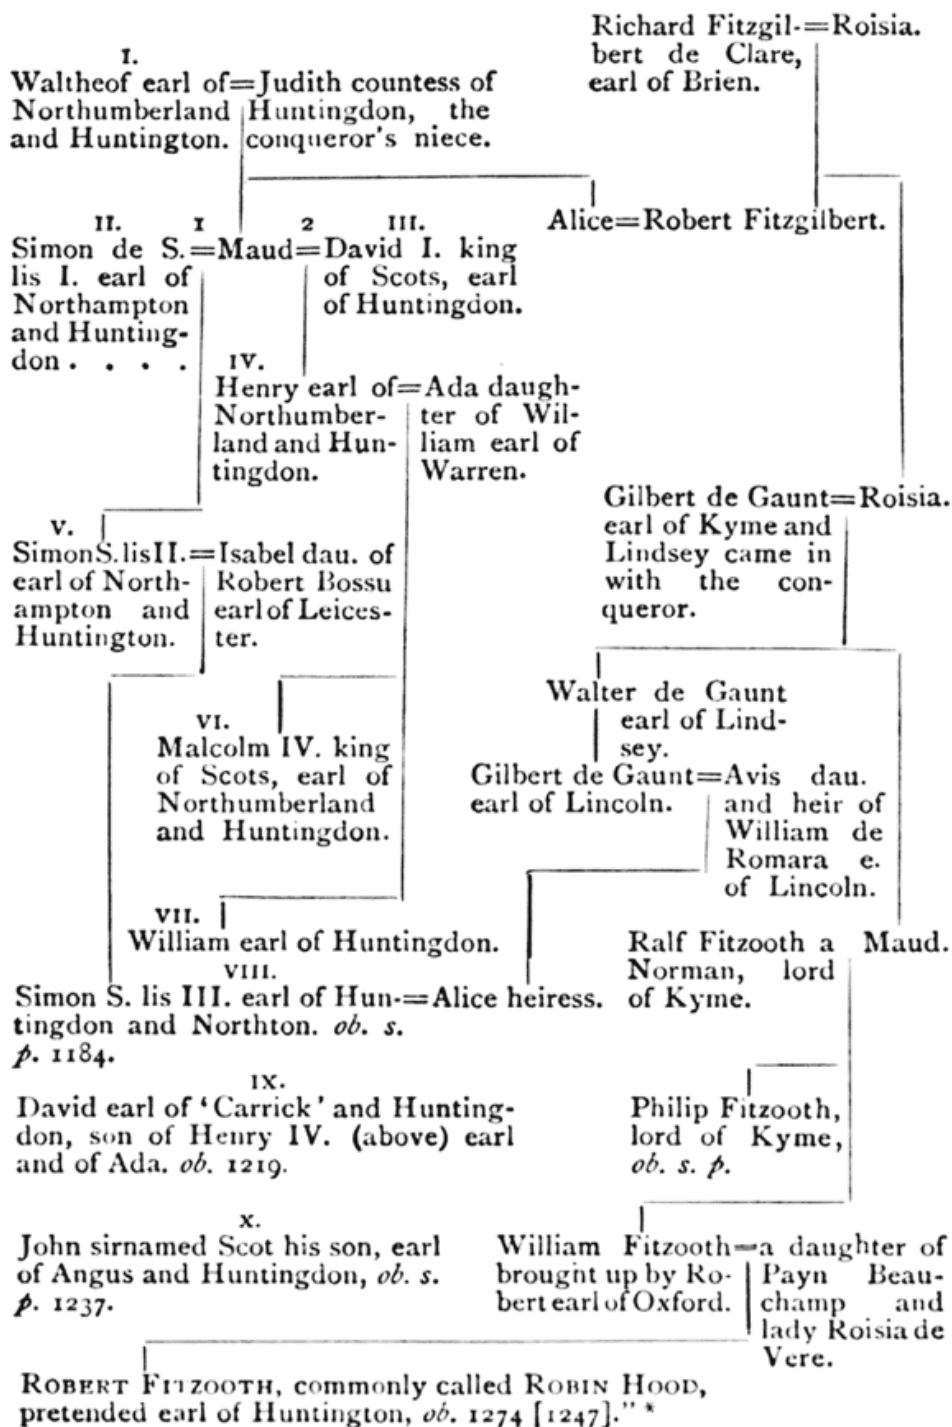 Richard Fitzgil-=Roisia.
bert de Clare,
earl of Brien.
I.
Waltheof earl of=Judith countess of
Northumberland Huntingdon, the
and Huntington. conqueror's niece.
Alice=Robert Fitzgilbert.
II. 1 2 III.
Simon de S.=Maud=David I. king
lis I. earl of of Scots, earl
Northampton of Huntingdon.
and Hunting-
don . . . .
IV.
Henry earl of=Ada daugh-
Northumber- ter of Wil-
land and Hun- liam earl of
tingdon. Warren.
Gilbert de Gaunt=Roisia.
earl of Kyme and
Lindsey came in
with the con-
queror.
V.
Simon S. lis II.=Isabel dau. of
earl of North- Robert Bossu
ampton and earl of Leices-
Huntington. ter.
Walter de Gaunt
earl of Lind-
sey.
VI.
Malcolm IV. king
of Scots, earl of
Northumberland
and Huntingdon.
Gilbert de Gaunt=Avis dau.
earl of Lincoln. and heir of
William de
Romara e.
of Lincoln.
VII.
William earl of Huntingdon.
Ralf Fitzooth a Maud.
Norman, lord
of Kyme.
VIII.
Simon S. lis III. earl of Hun-=Alice heiress.
tingdon and Northton. ob. s.
p. 1184.
IX.
David earl of 'Carrick' and Hunting-
don, son of Henry IV. (above) earl
and of Ada. ob. 1219.
Philip Fitzooth,
lord of Kyme,
ob. s. p.
X.
John sirnamed Scot his son, earl
of Angus and Huntingdon, ob. s.
p. 1237.
William Fitzooth=a daughter of
brought up by Ro- Payn Beau-
bert earl of Oxford. champ and
lady Roisia de
Vere.
ROBERT FITZOOTH, commonly called ROBIN HOOD,
pretended earl of Huntington, ob. 1274 [1247]." *